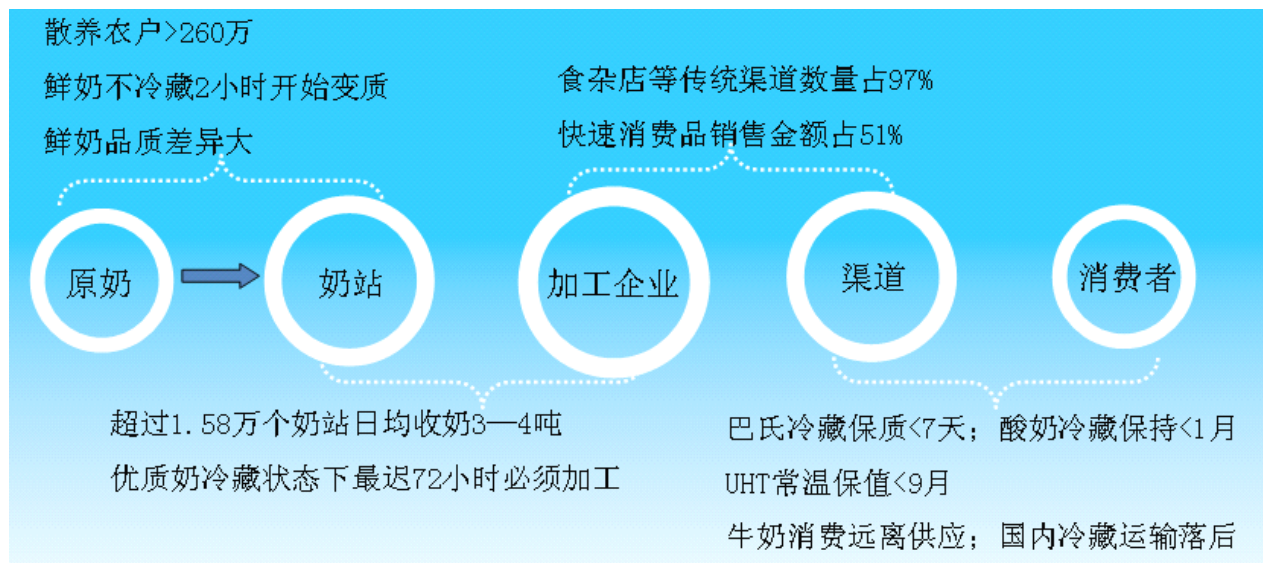 散养农户>260万
鲜奶不冷藏2小时开始变质
鲜奶品质差异大
食杂店等传统渠道数量占97%
快速消费品销售金额占51%
原奶
奶站
加工企业
渠道
消费者
超过1.58万个奶站日均收奶3—4吨
优质奶冷藏状态下最迟72小时必须加工
巴氏冷藏保质<7天；酸奶冷藏保持<1月
UHT常温保值<9月
牛奶消费远离供应；国内冷藏运输落后